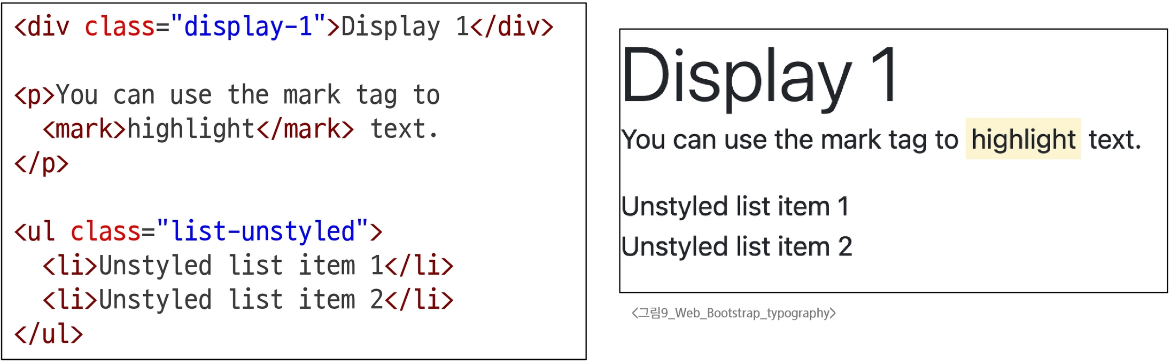 <div class="display-1">Display 1</div>
<p>You can use the mark tag to
<mark>highlight</mark> text.
</p>
<ul class="list-unstyled">
<li>Unstyled list item 1</li>
<li>Unstyled list item 2</li>
</ul>
Display 1
You can use the mark tag to highlight text.
Unstyled list item 1
Unstyled list item 2
<그림9_Web_Bootstrap_typography>